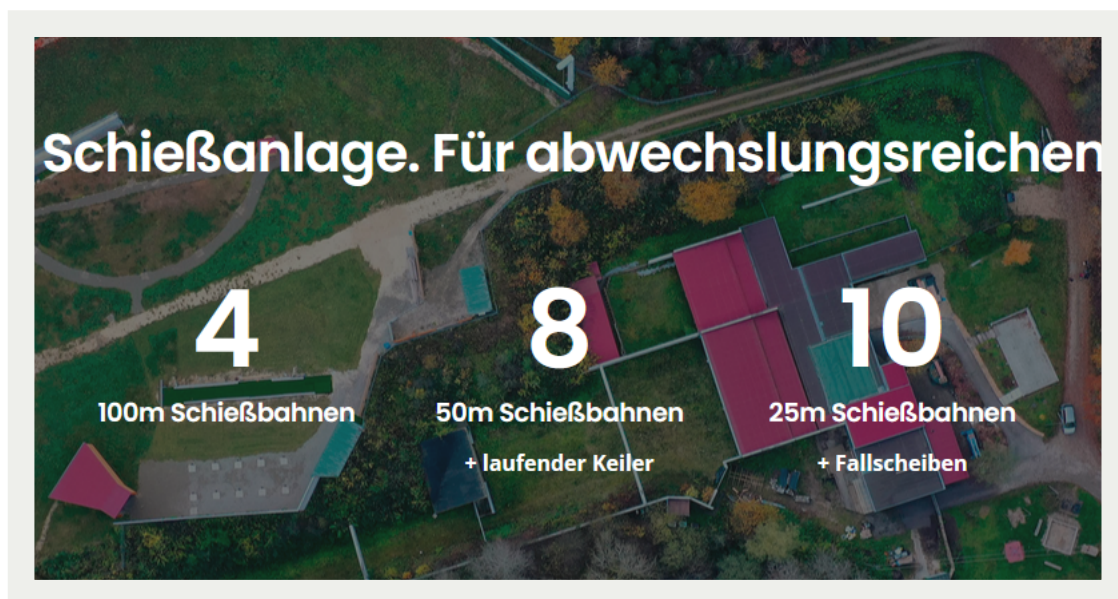 Schießanlage. Für abwechslungsreichen
4
8
10
100m Schießbahnen
50m Schießbahnen
25m Schießbahnen
+ laufender Keiler
+ Fallscheiben